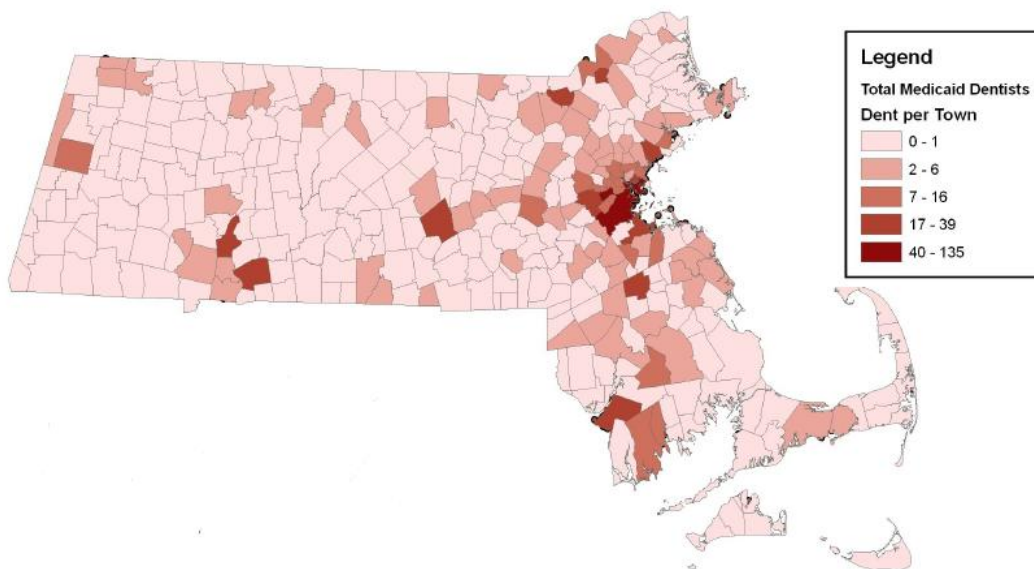 Legend
Total Medicaid Dentists
Dent per Town
0 - 1
2 - 6
7 - 16
17 - 39
40 - 135